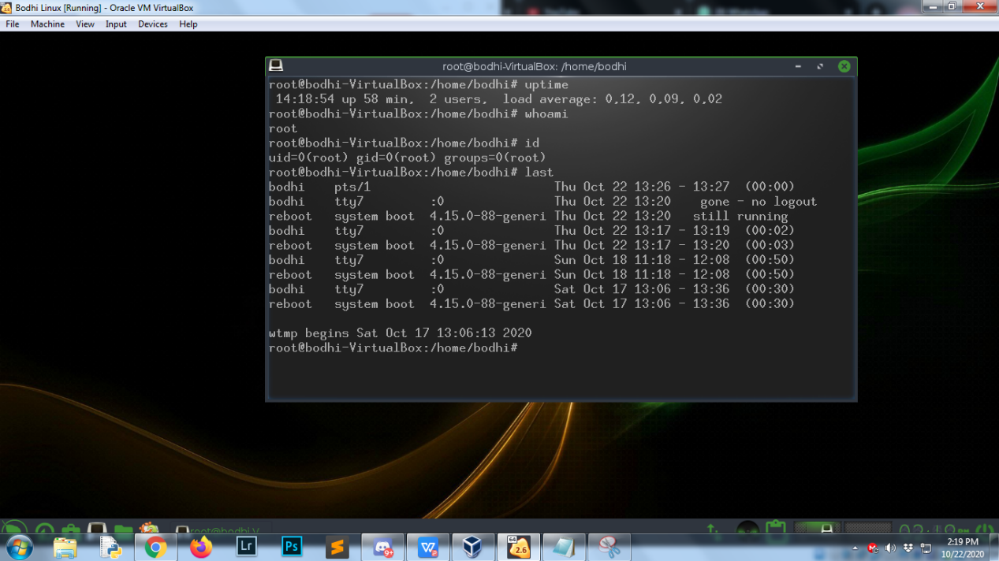 Bodhi Linux [Running] - Oracle VM VirtualBox
File Machine View Input Devices Help
root@bodhi-VirtualBox: /home/bodhi
root@bodhi-VirtualBox:/home/bodhi# uptime
14:18:54 up 58 min, 2 users, load average: 0,12, 0,09, 0,02
root@bodhi-VirtualBox:/home/bodhi# whoami
root
root@bodhi-VirtualBox:/home/bodhi# id
uid=0(root) gid=0(root) groups=0(root)
root@bodhi-VirtualBox:/home/bodhi# last
bodhi pts/1 Thu Oct 22 13:26 - 13:27 (00:00)
bodhi tty7 :0 Thu Oct 22 13:20 gone - no logout
reboot system boot 4.15.0-88-generi Thu Oct 22 13:20 still running
bodhi tty7 :0 Thu Oct 22 13:17 - 13:19 (00:02)
reboot system boot 4.15.0-88-generi Thu Oct 22 13:17 - 13:20 (00:03)
bodhi tty7 :0 Sun Oct 18 11:18 - 12:08 (00:50)
reboot system boot 4.15.0-88-generi Sun Oct 18 11:18 - 12:08 (00:50)
bodhi tty7 :0 Sat Oct 17 13:06 - 13:36 (00:30)
reboot system boot 4.15.0-88-generi Sat Oct 17 13:06 - 13:36 (00:30)
wtmp begins Sat Oct 17 13:06:13 2020
root@bodhi-VirtualBox:/home/bodhi#
root@bodhi-V
Lr Ps 9+ 64 2.6
2:19 PM
10/22/2020